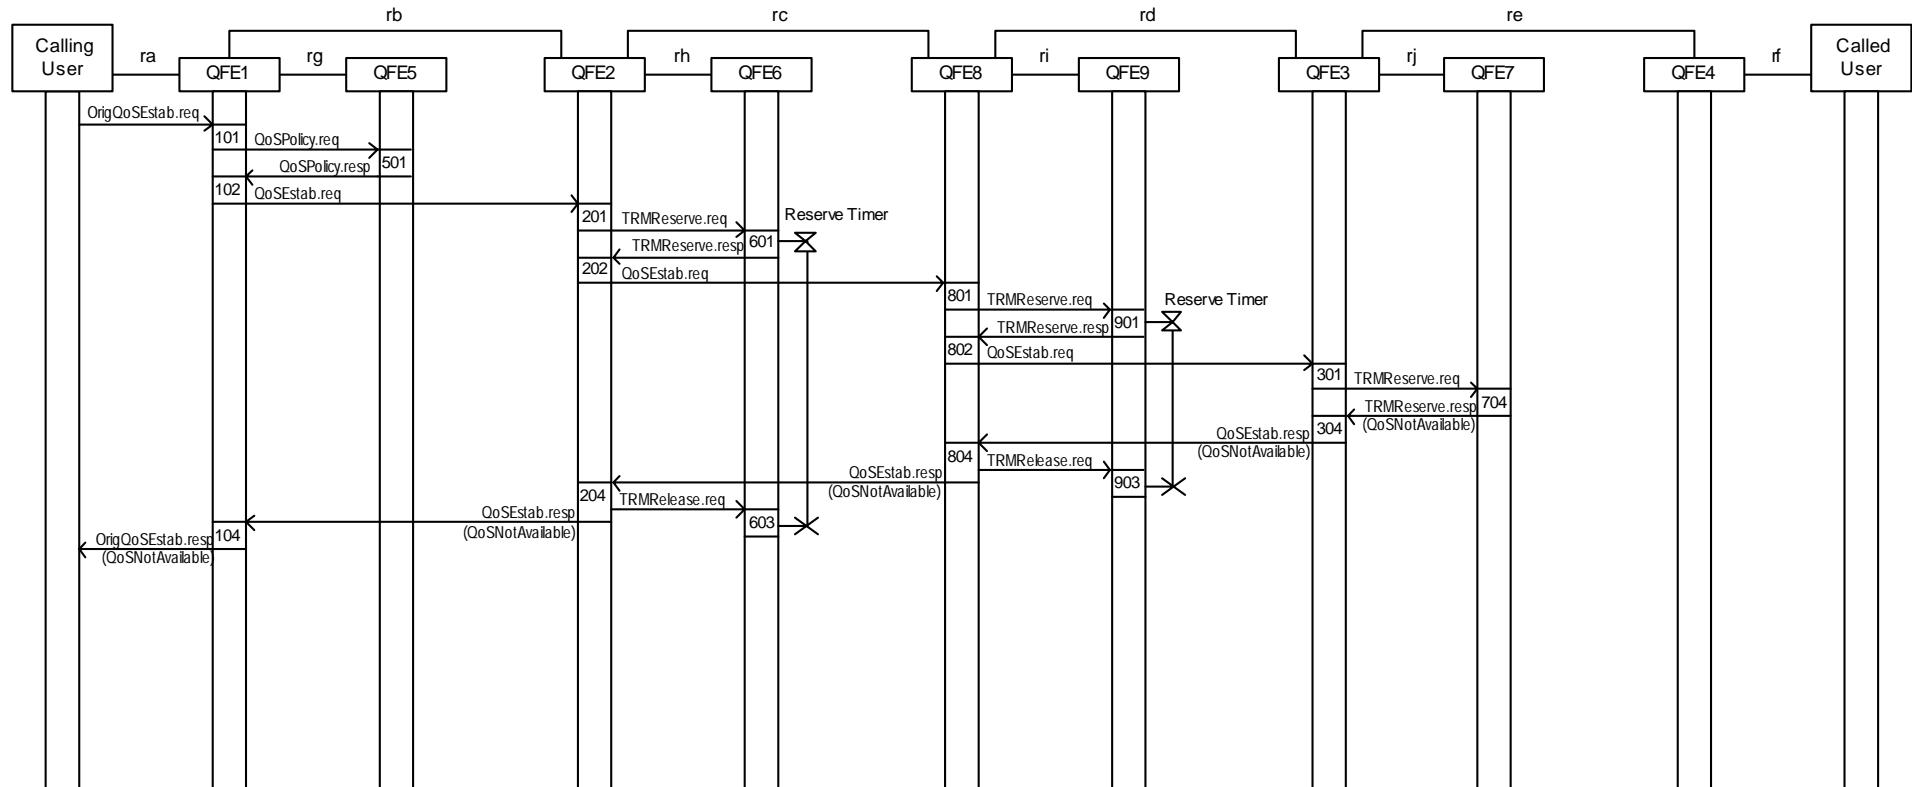 rb
rc
rd
re
Calling
User
ra
QFE1
rg
QFE5
QFE2
rh
QFE6
QFE8
ri
QFE9
QFE3
rj
QFE7
QFE4
rf
Called
User
OrigQoSEstab.req
101
QoSPolicy.req
501
QoSPolicy.resp
102
QoSEstab.req
201
TRMReserve.req
Reserve Timer
601
TRMReserve.resp
202
QoSEstab.req
801
TRMReserve.req
Reserve Timer
901
TRMReserve.resp
802
QoSEstab.req
301
TRMReserve.req
704
TRMReserve.resp
(QoSNotAvailable)
304
QoSEstab.resp
(QoSNotAvailable)
804
TRMRelease.req
903
QoSEstab.resp
(QoSNotAvailable)
204
TRMRelease.req
603
QoSEstab.resp
(QoSNotAvailable)
104
OrigQoSEstab.resp
(QoSNotAvailable)